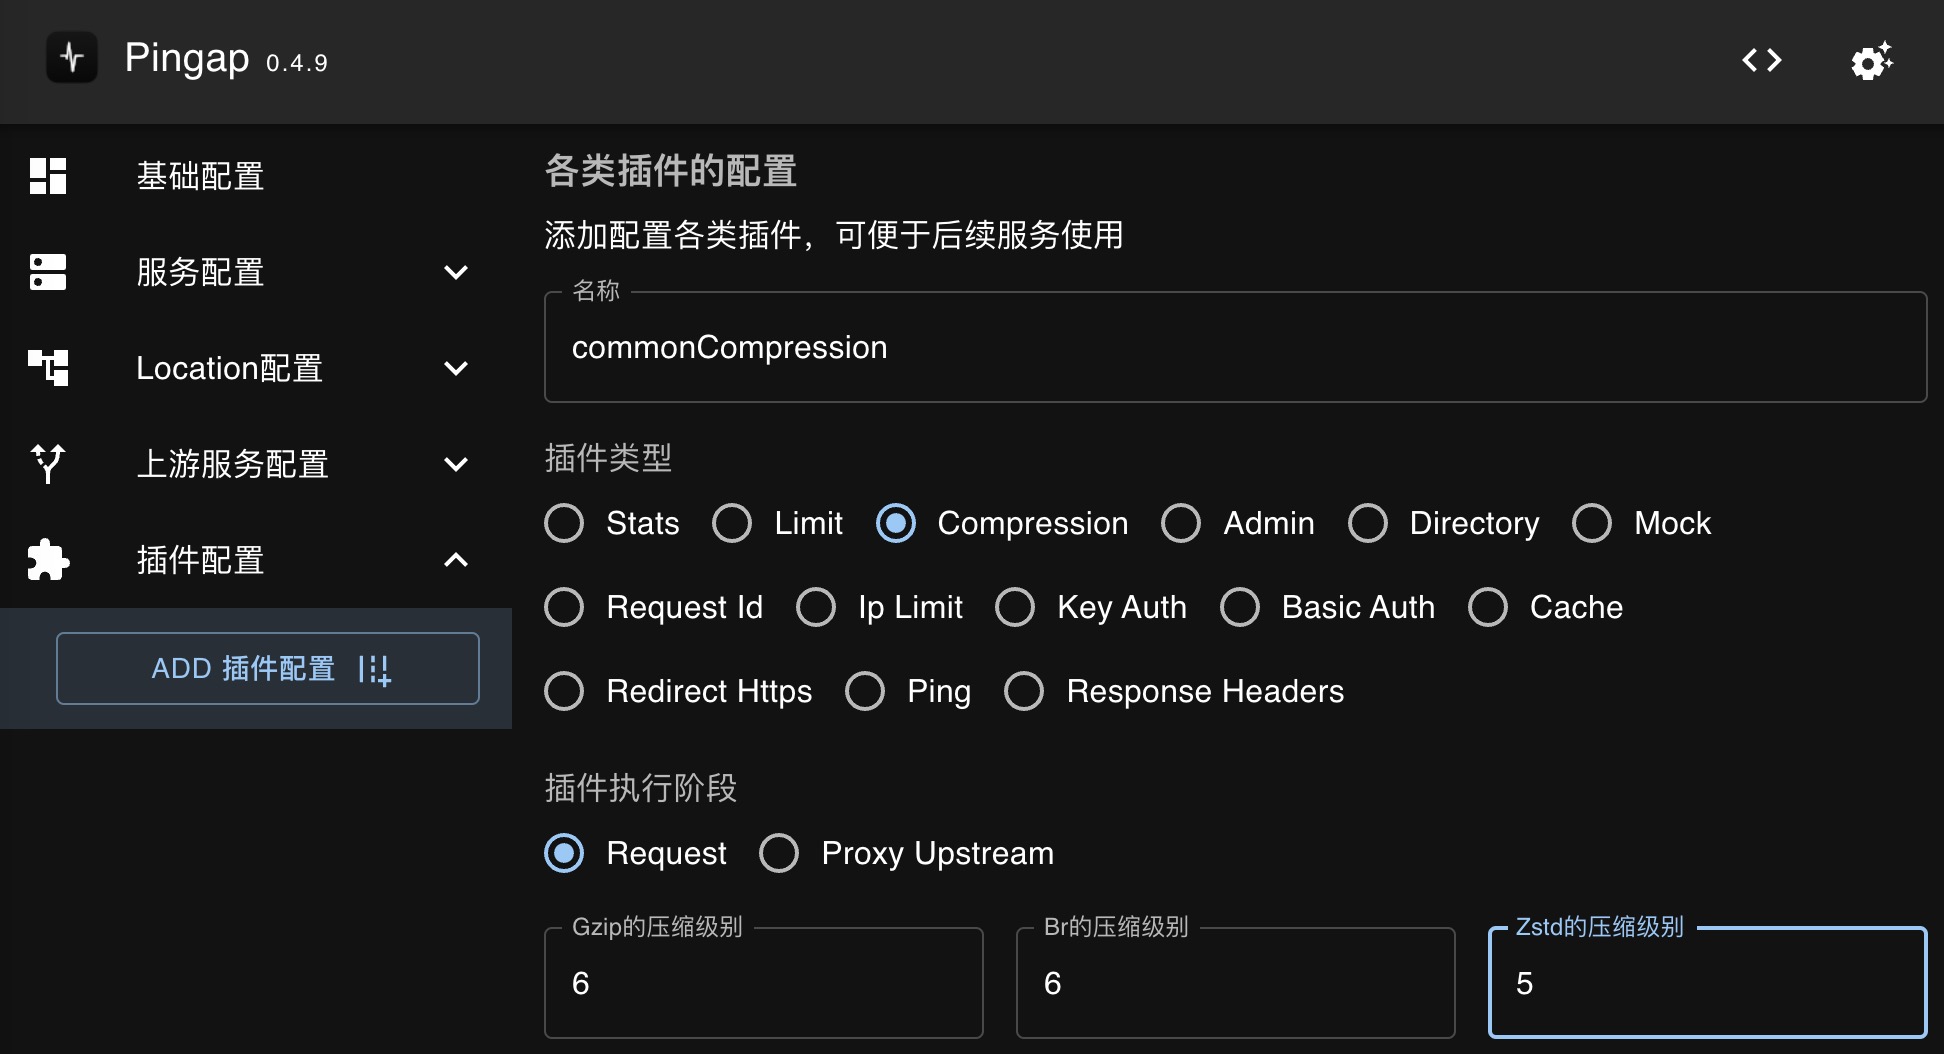 Pingap 0.4.9
基础配置
服务配置
Location配置
上游服务配置
插件配置
ADD 插件配置
各类插件的配置
添加配置各类插件，可便于后续服务使用
名称
commonCompression
插件类型
Stats Limit Compression Admin Directory Mock
Request Id Ip Limit Key Auth Basic Auth Cache
Redirect Https Ping Response Headers
插件执行阶段
Request Proxy Upstream
Gzip的压缩级别 Br的压缩级别 Zstd的压缩级别
6 6 5